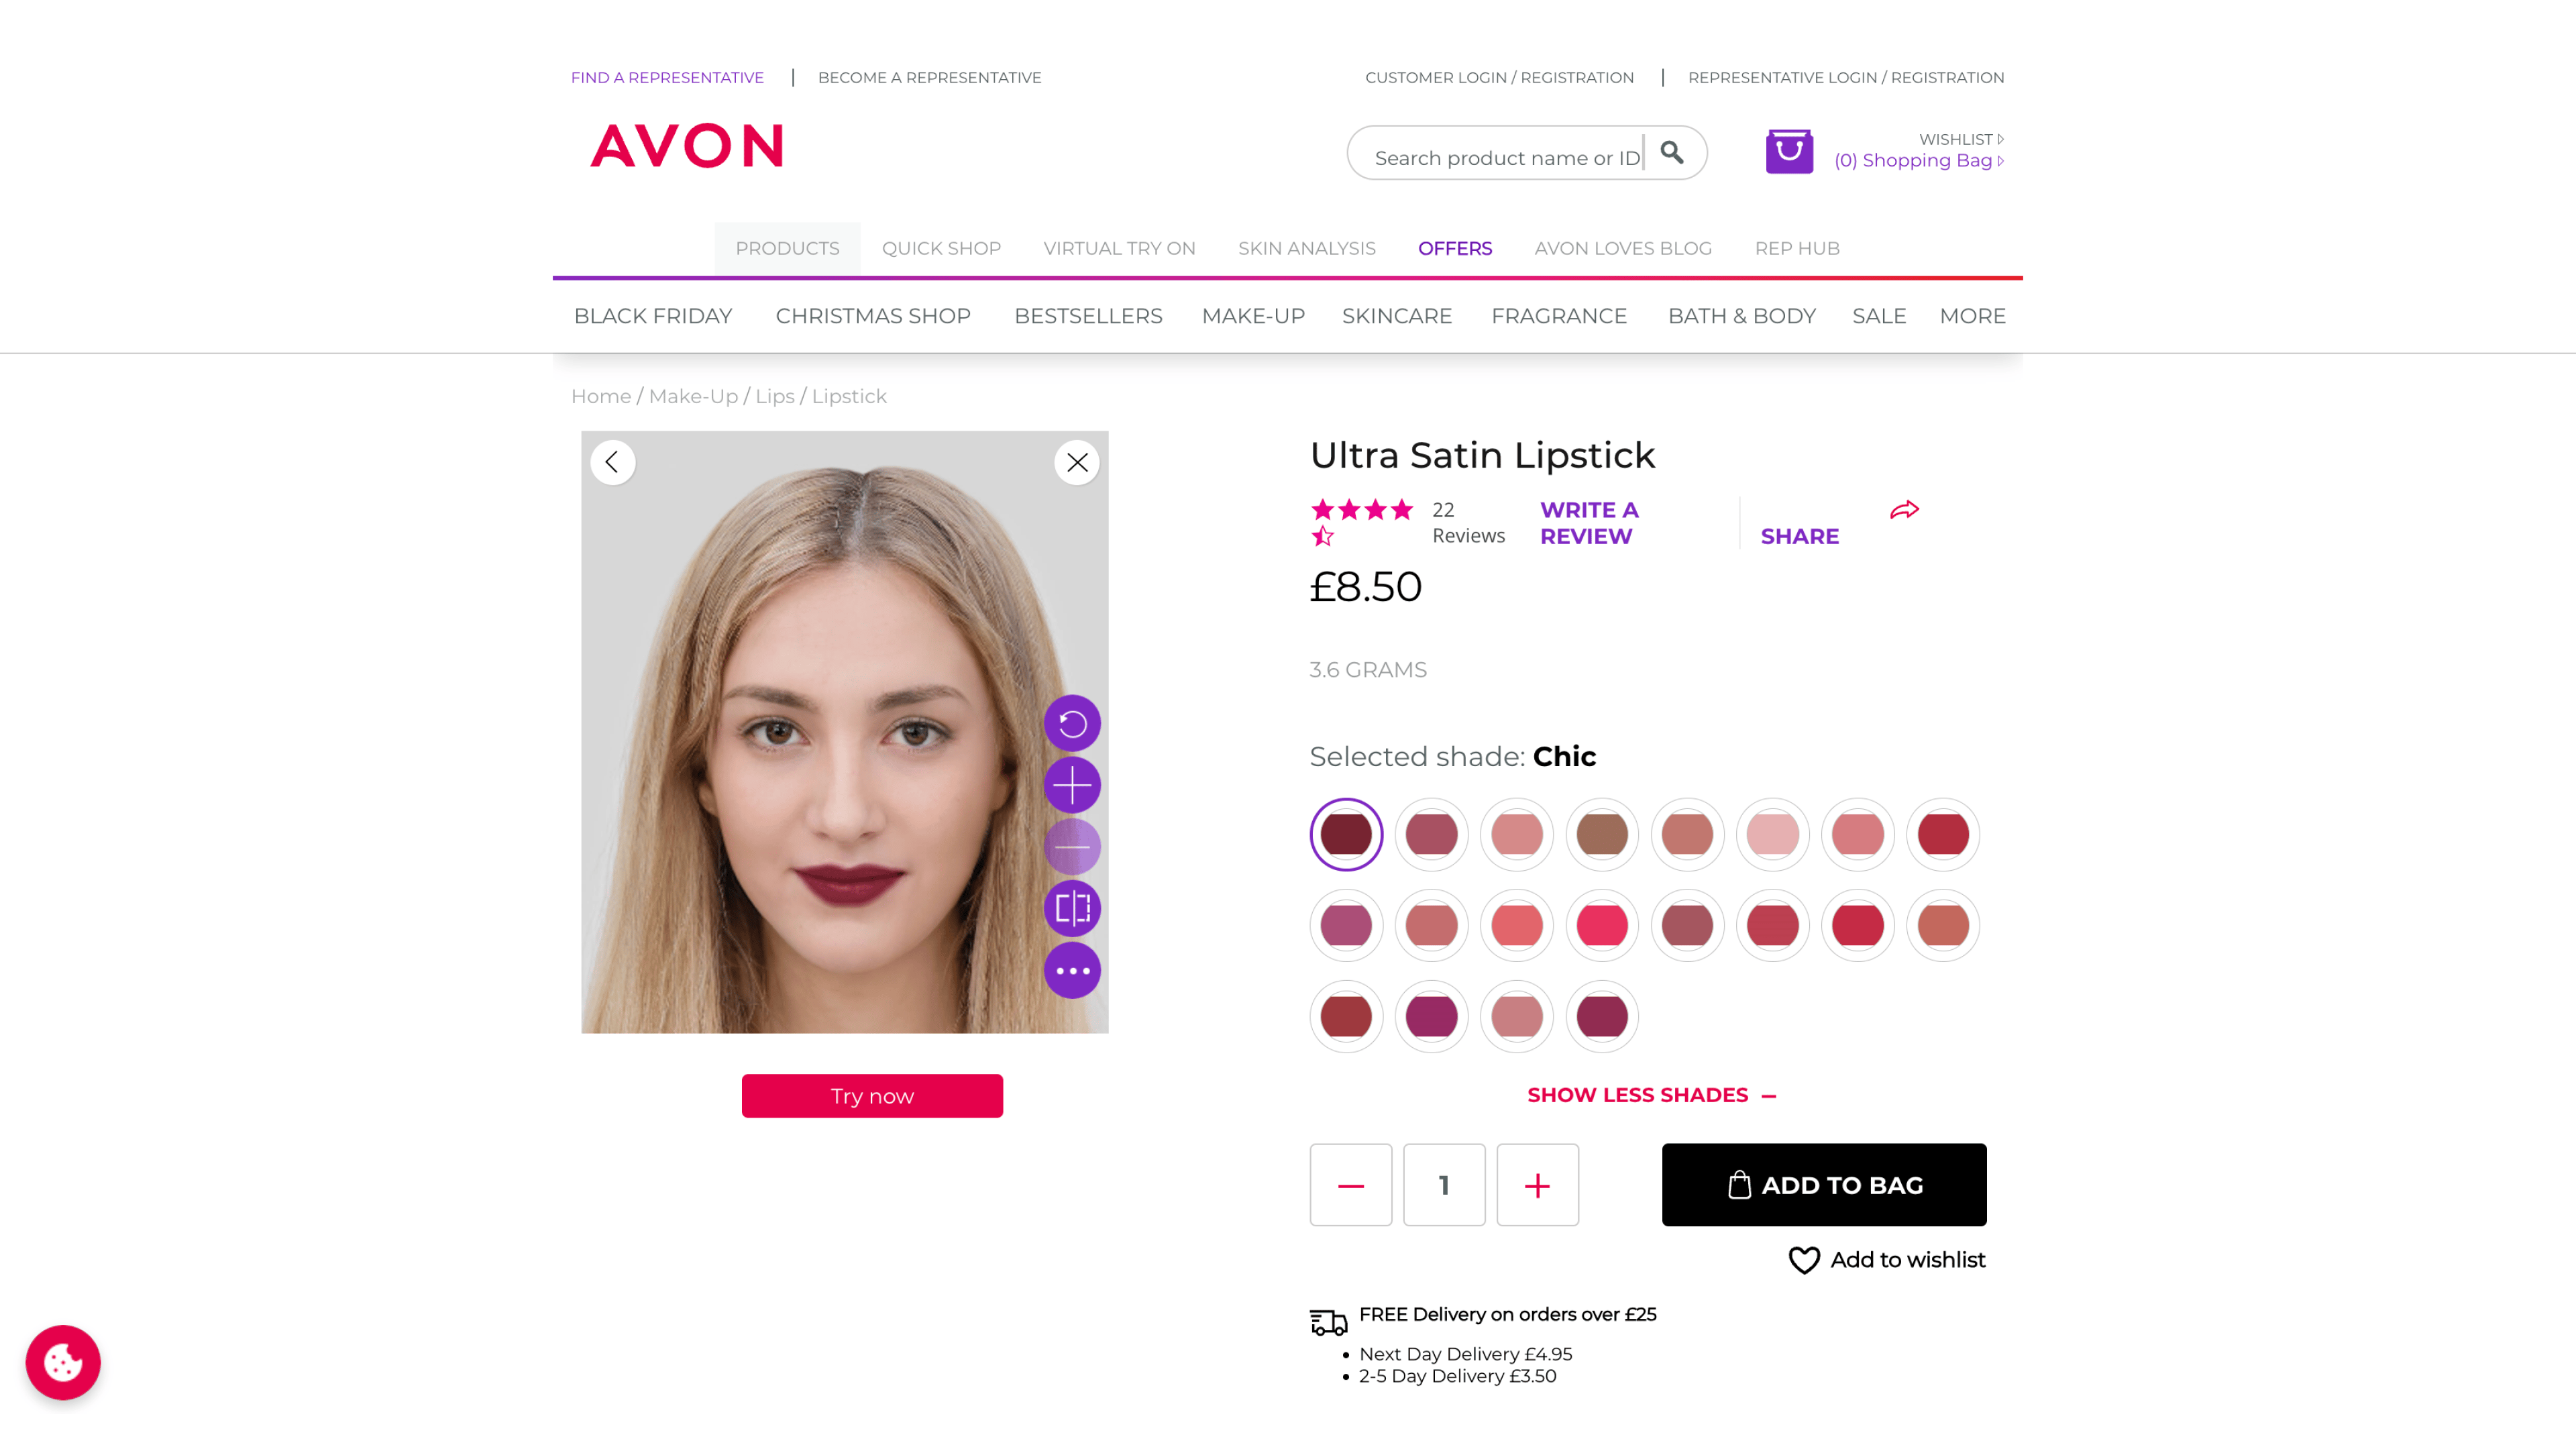 FIND A REPRESENTATIVE | BECOME A REPRESENTATIVE
CUSTOMER LOGIN / REGISTRATION | REPRESENTATIVE LOGIN / REGISTRATION
AVON
Search product name or ID
WISHLIST
(0) Shopping Bag
PRODUCTS QUICK SHOP VIRTUAL TRY ON SKIN ANALYSIS OFFERS AVON LOVES BLOG REP HUB
BLACK FRIDAY CHRISTMAS SHOP BESTSELLERS MAKE-UP SKINCARE FRAGRANCE BATH & BODY SALE MORE
Home / Make-Up / Lips / Lipstick
Try now
Ultra Satin Lipstick
22
Reviews
WRITE A
REVIEW
SHARE
£8.50
3.6 GRAMS
Selected shade: Chic
SHOW LESS SHADES –
1
ADD TO BAG
Add to wishlist
FREE Delivery on orders over £25
• Next Day Delivery £4.95
• 2-5 Day Delivery £3.50